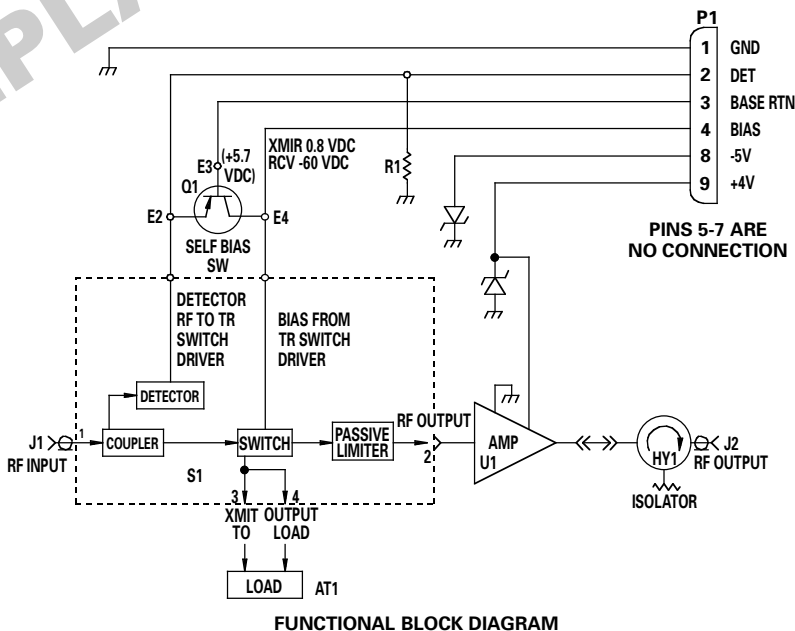 PLA
P1
1 GND
2 DET
3 BASE RTN
4 BIAS
8 -5V
9 +4V
PINS 5-7 ARE
NO CONNECTION
XMIR 0.8 VDC
RCV -60 VDC
R1
E3
(+5.7
VDC)
Q1
E2
E4
SELF BIAS
SW
DETECTOR
RF TO TR
SWITCH
DRIVER
BIAS FROM
TR SWITCH
DRIVER
DETECTOR
J1
RF INPUT
1
COUPLER
SWITCH
PASSIVE
LIMITER
RF OUTPUT
2
S1
AMP
U1
HY1
J2
RF OUTPUT
ISOLATOR
3 4
XMIT OUTPUT
TO LOAD
LOAD
AT1
FUNCTIONAL BLOCK DIAGRAM